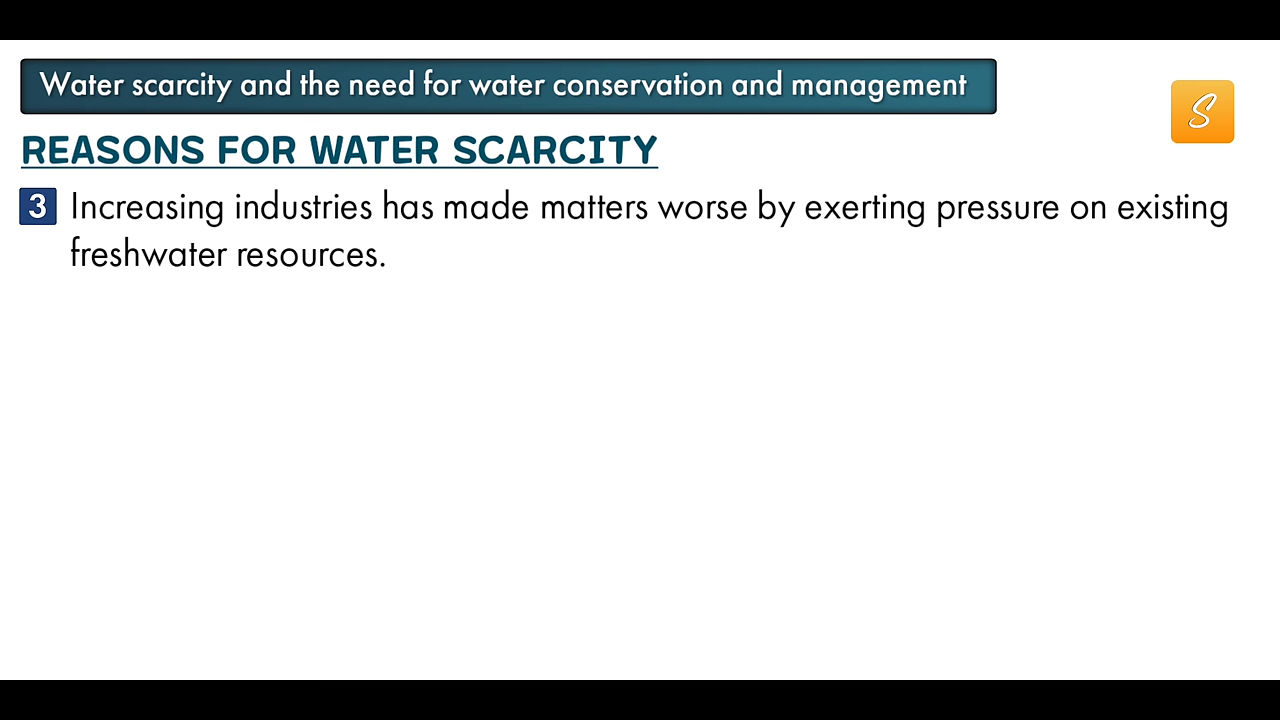 Water scarcity and the need for water conservation and management
S
REASONS FOR WATER SCARCITY
3 Increasing industries has made matters worse by exerting pressure on existing
freshwater resources.